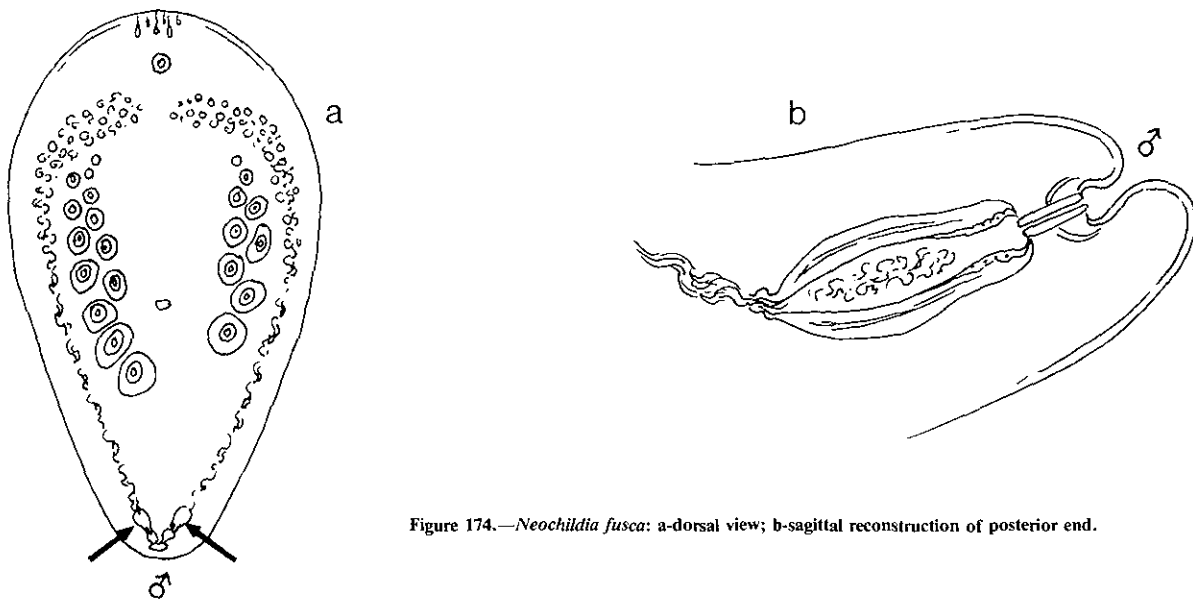 a
b
♂
♂
Figure 174.—Neochildia fusca: a-dorsal view; b-sagittal reconstruction of posterior end.